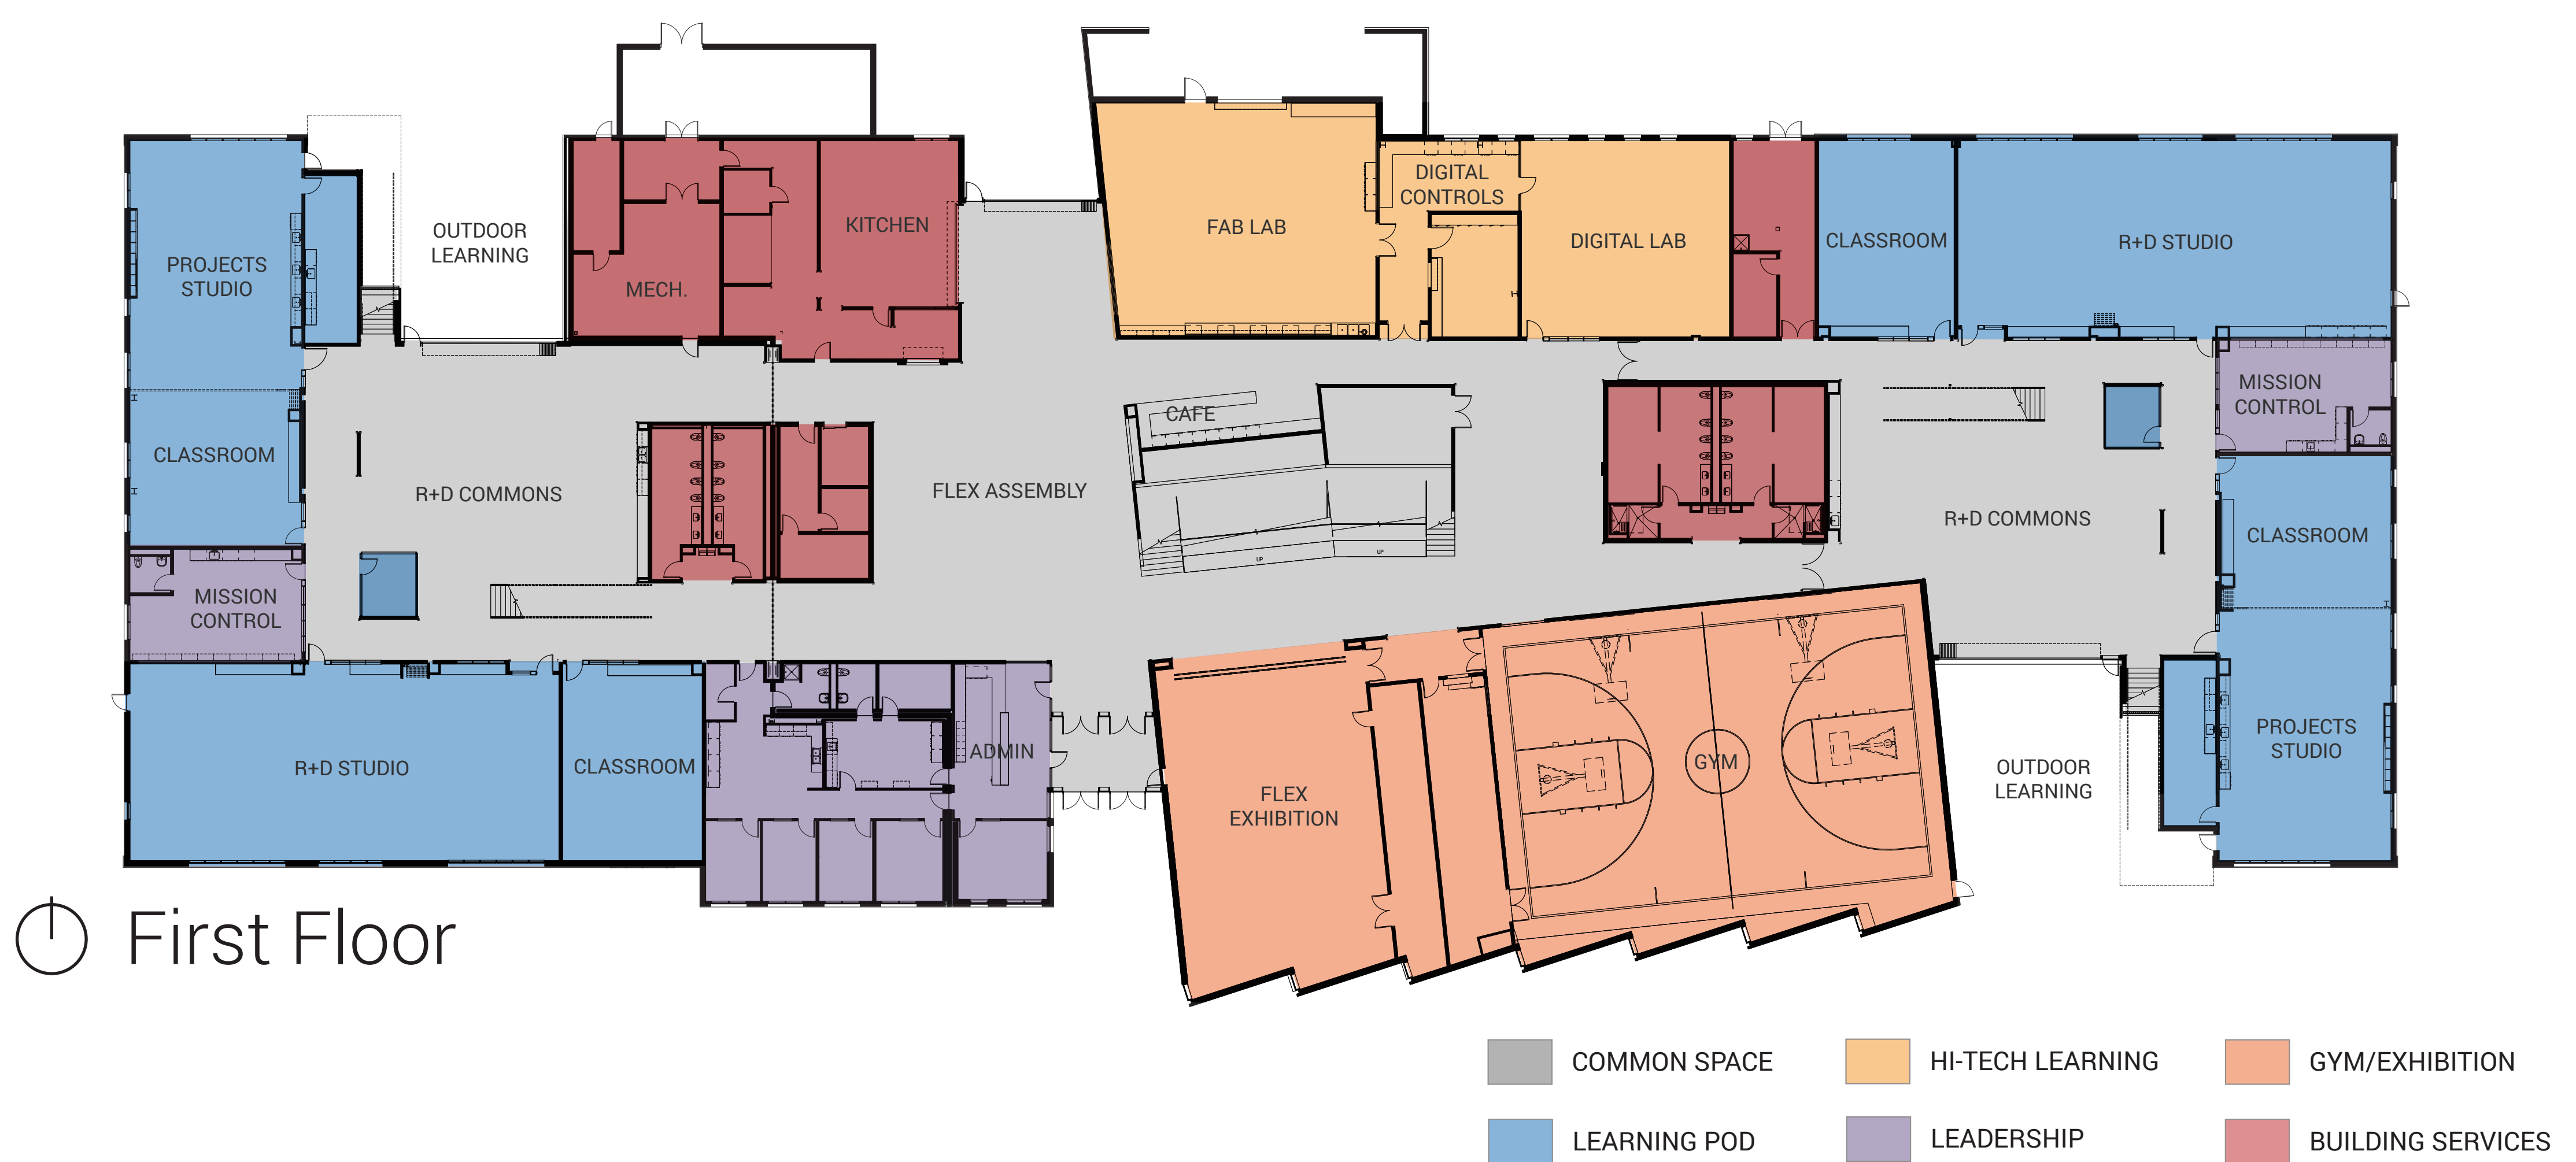 OUTDOOR
LEARNING
PROJECTS
STUDIO
KITCHEN
MECH.
FAB LAB
DIGITAL
CONTROLS
DIGITAL LAB
CLASSROOM
R+D STUDIO
MISSION
CONTROL
CLASSROOM
R+D COMMONS
FLEX ASSEMBLY
CAFE
UP
UP
R+D COMMONS
CLASSROOM
MISSION
CONTROL
R+D STUDIO
CLASSROOM
ADMIN
FLEX
EXHIBITION
GYM
OUTDOOR
LEARNING
PROJECTS
STUDIO
First Floor
COMMON SPACE
HI-TECH LEARNING
GYM/EXHIBITION
LEARNING POD
LEADERSHIP
BUILDING SERVICES